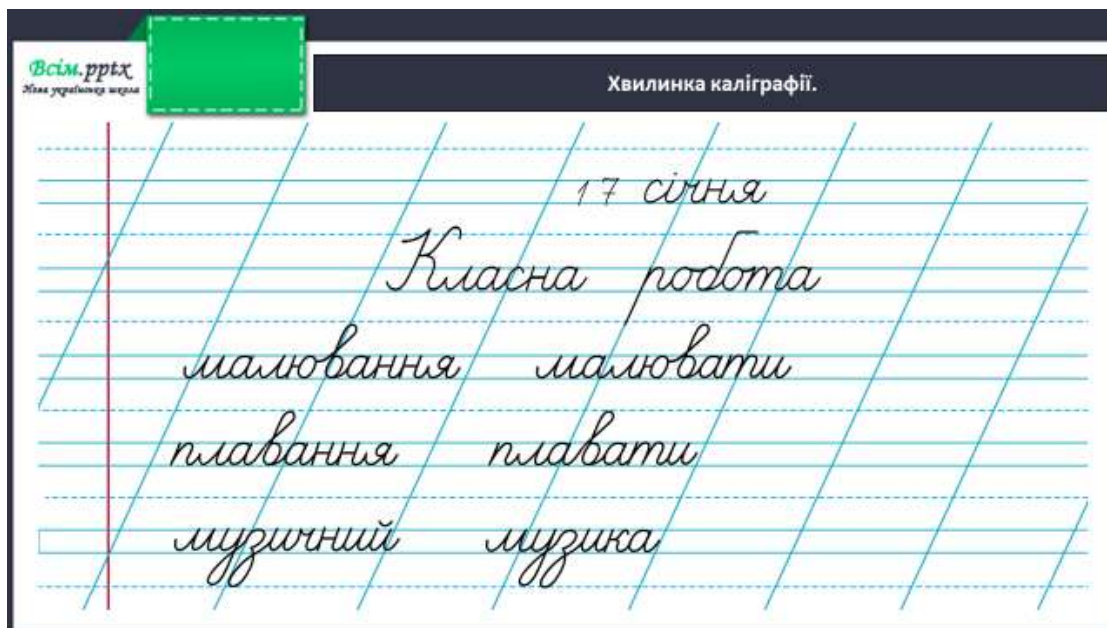 Всім.pptx
Нова українська школа
Хвилинка каліграфії.
17 січня
Класна робота
малювання малювати
плавання плавати
музичний музика